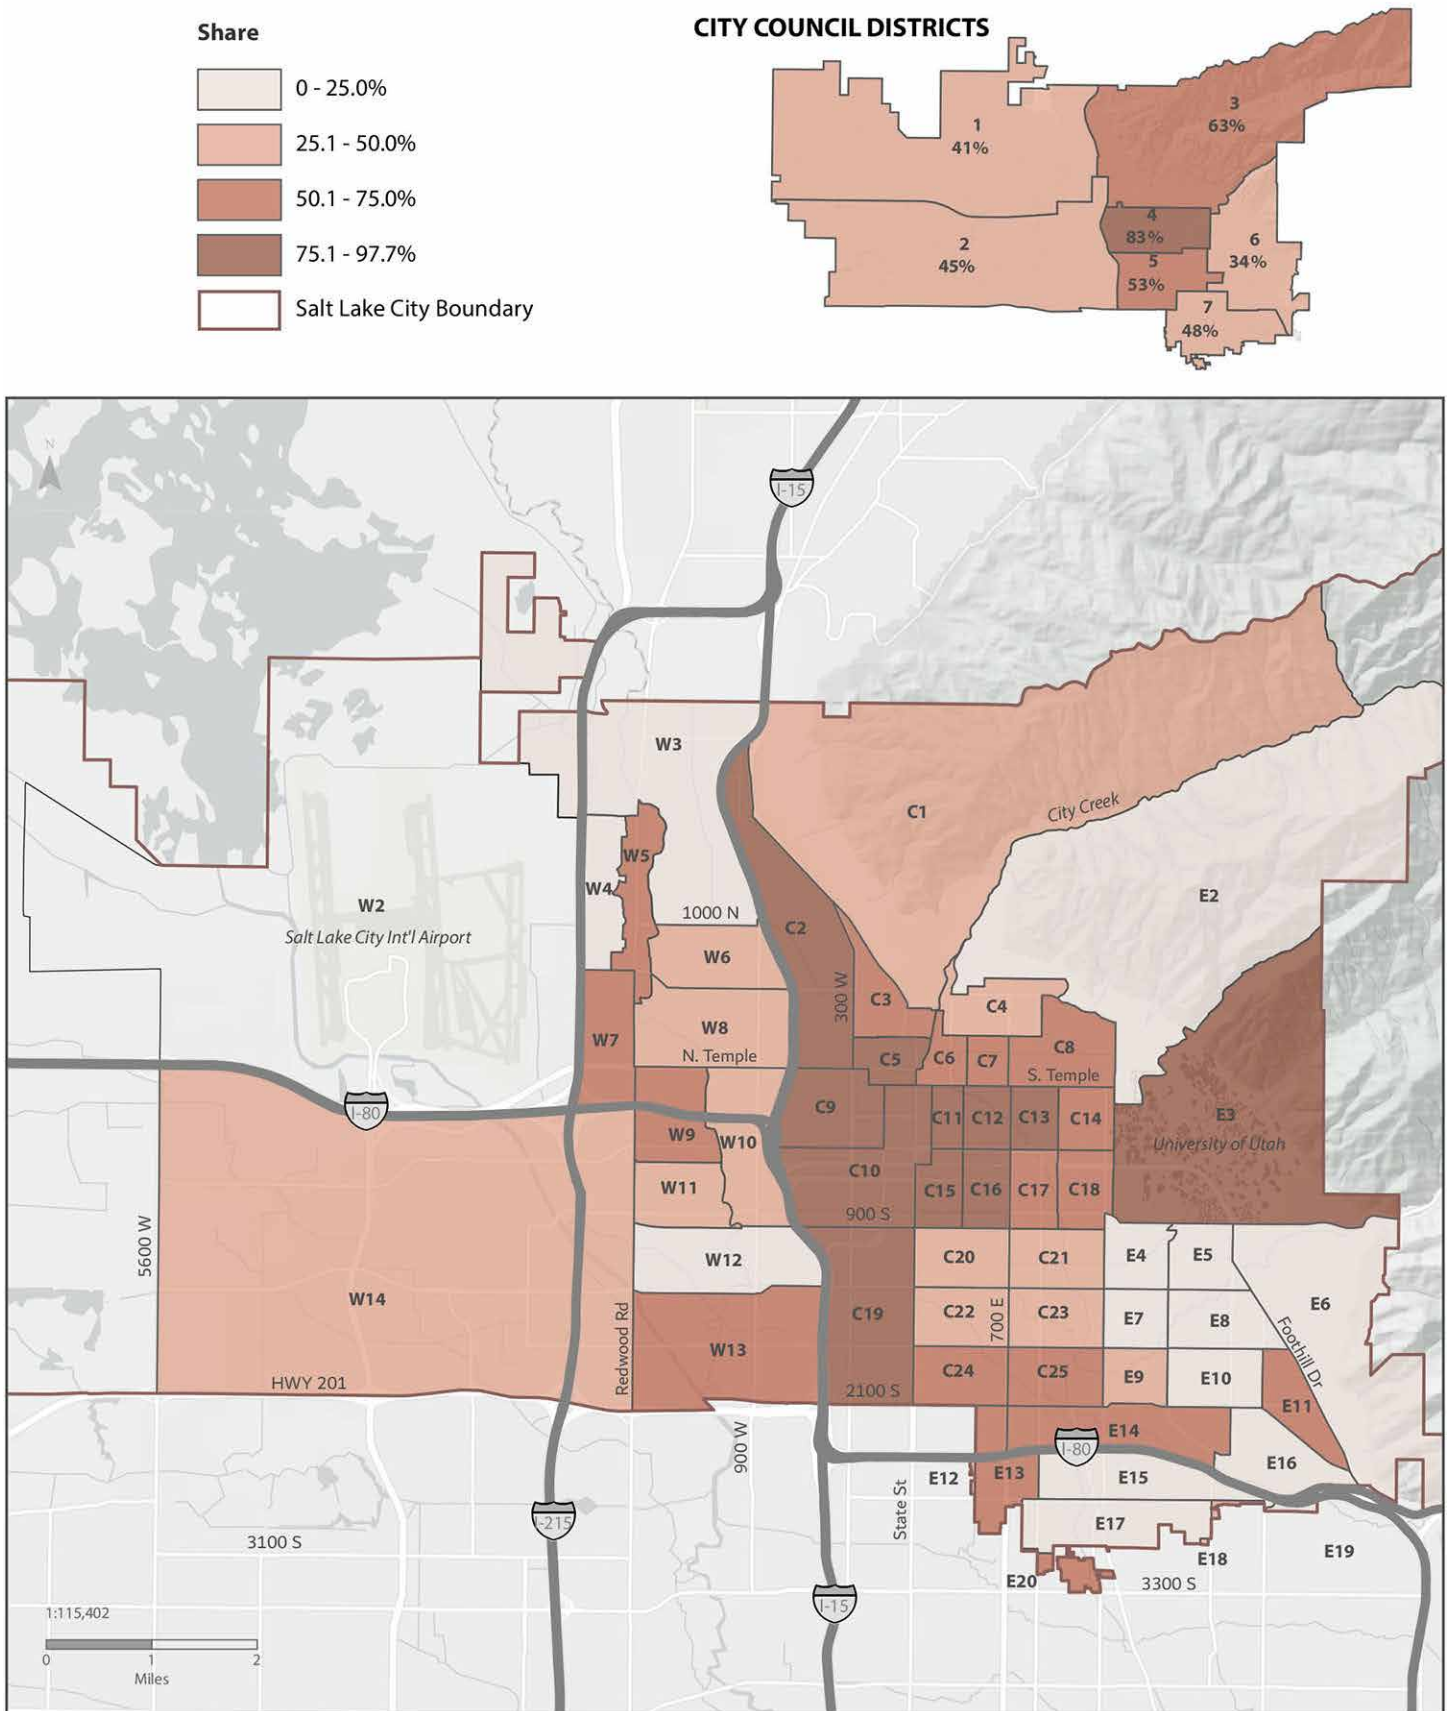 Share
0 - 25.0%
25.1 - 50.0%
50.1 - 75.0%
75.1 - 97.7%
Salt Lake City Boundary
CITY COUNCIL DISTRICTS
1
41%
2
45%
3
63%
4
83%
5
53%
6
34%
7
48%
N
I-15
W3
C1
City Creek
W5
W4
E2
W2
Salt Lake City Int'l Airport
1000 N
C2
W6
300 W
C3
C4
W8
W7
N. Temple
C5
C6
C7
C8
S. Temple
I-80
C9
C11
C12
C13
C14
E3
University of Utah
W9
W10
C10
W11
C15
C16
C17
C18
900 S
5600 W
W12
C20
C21
E4
E5
W14
C19
C22
700 E
C23
E7
E8
E6
Foothill Dr
Redwood Rd
W13
HWY 201
2100 S
C24
C25
E9
E10
E11
900 W
E14
I-80
E12
E13
E15
E16
State St
I-215
E17
3100 S
E18
E19
E20
3300 S
I-15
1:115,402
0
1
2
Miles